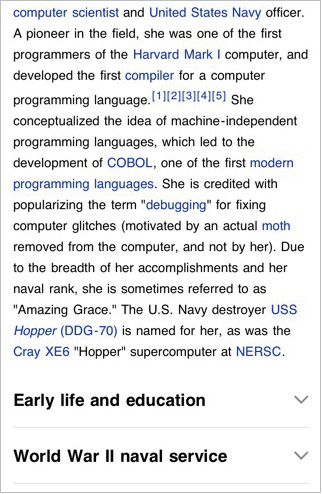 computer scientist and United States Navy officer.
A pioneer in the field, she was one of the first
programmers of the Harvard Mark I computer, and
developed the first compiler for a computer
programming language.[1][2][3][4][5] She
conceptualized the idea of machine-independent
programming languages, which led to the
development of COBOL, one of the first modern
programming languages. She is credited with
popularizing the term "debugging" for fixing
computer glitches (motivated by an actual moth
removed from the computer, and not by her). Due
to the breadth of her accomplishments and her
naval rank, she is sometimes referred to as
"Amazing Grace." The U.S. Navy destroyer USS
Hopper (DDG-70) is named for her, as was the
Cray XE6 "Hopper" supercomputer at NERSC.
Early life and education
World War II naval service